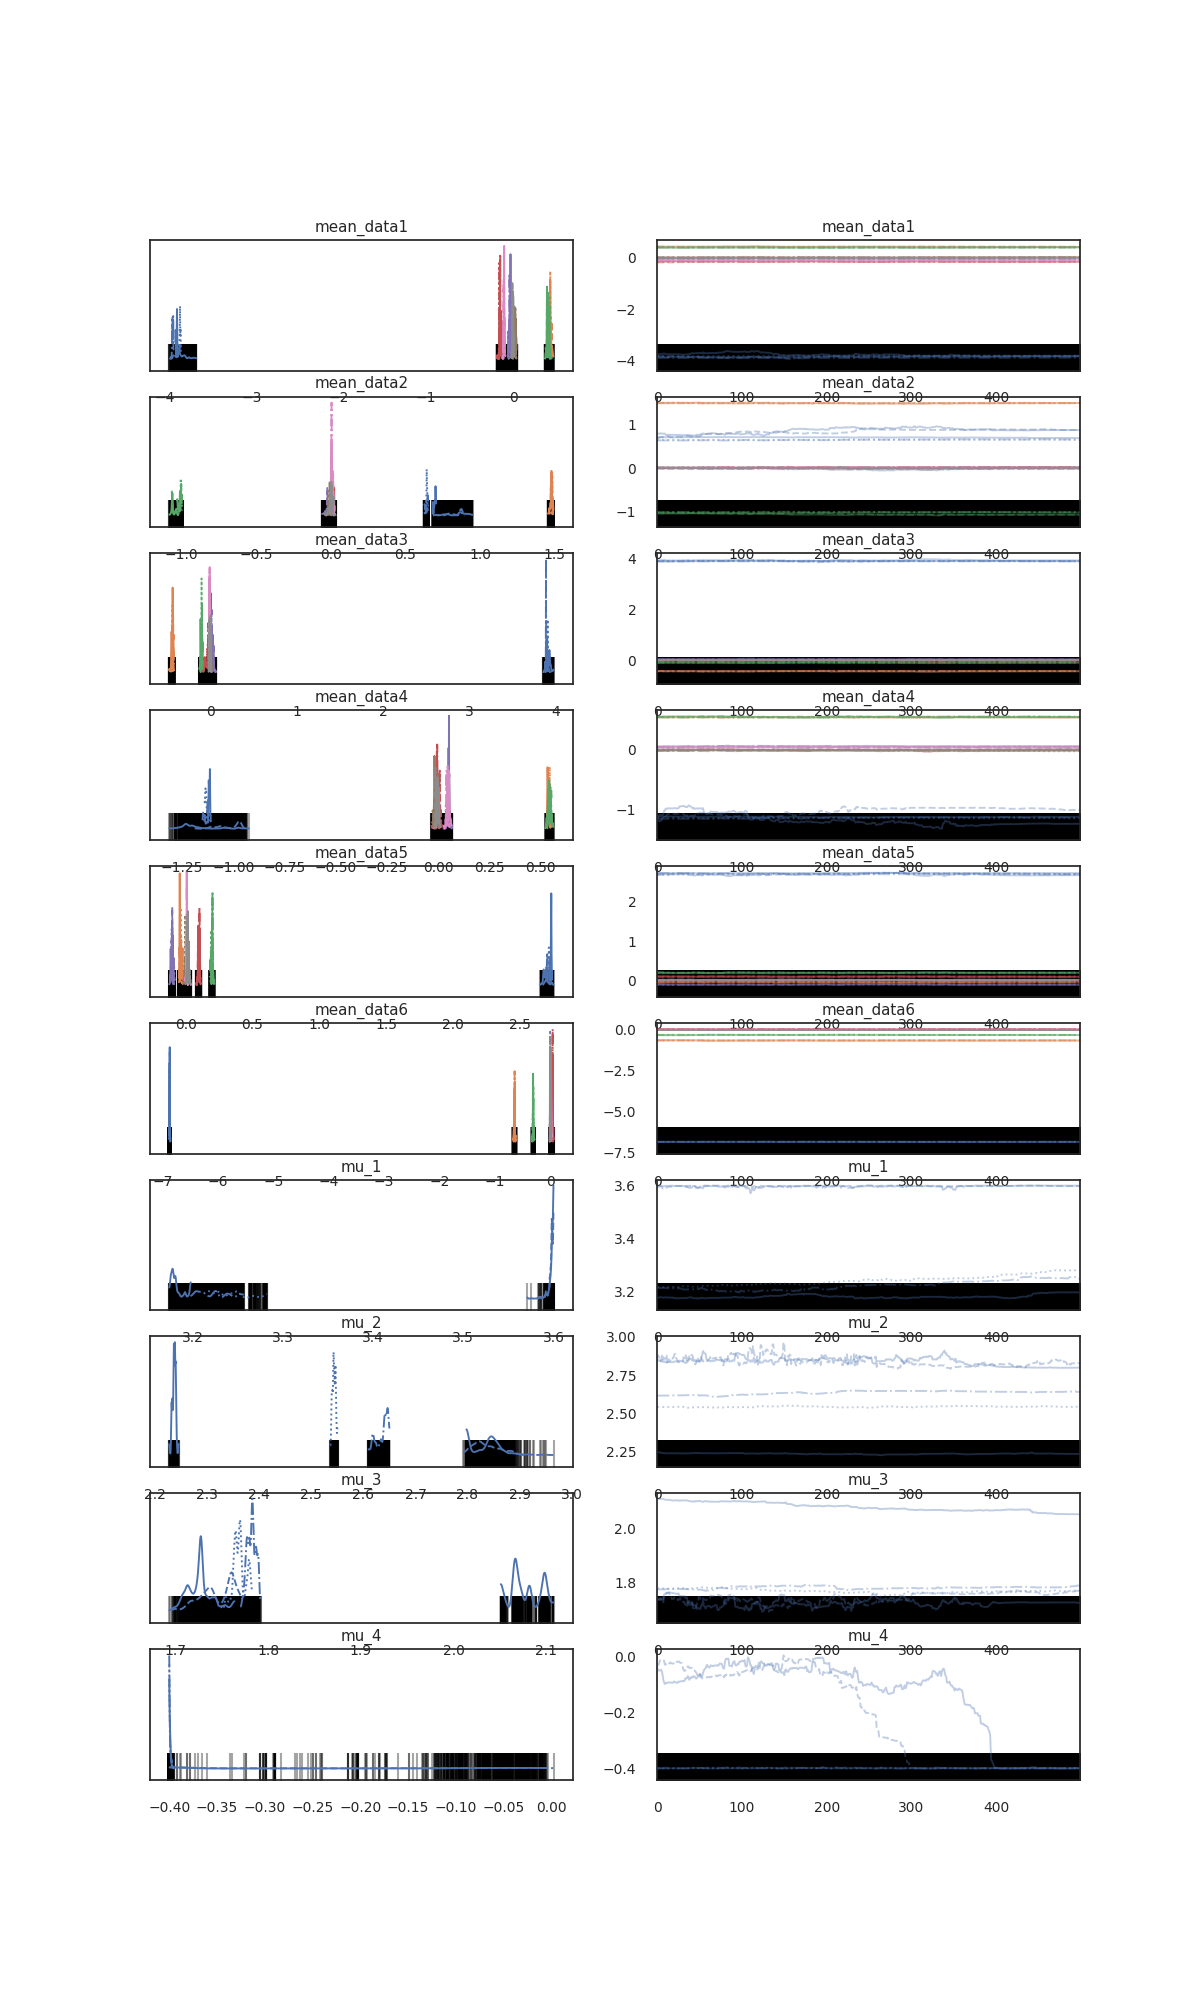 mean_data1 mean_data1
0
−2
−4
mean_data2 mean_data2
−4 −3 −2 −1 0 0 100 200 300 400
1
0
−1
mean_data3 mean_data3
−1.0 −0.5 0.0 0.5 1.0 1.5 0 100 200 300 400
4
2
0
mean_data4 mean_data4
0 1 2 3 4 0 100 200 300 400
0
−1
mean_data5 mean_data5
−1.25 −1.00 −0.75 −0.50 −0.25 0.00 0.25 0.50 0 100 200 300 400
2
1
0
mean_data6 mean_data6
0.0 0.5 1.0 1.5 2.0 2.5 0 100 200 300 400
0.0
−2.5
−5.0
−7.5
mu_1 mu_1
−7 −6 −5 −4 −3 −2 −1 0 0 100 200 300 400
3.6
3.4
3.2
mu_2 mu_2
3.2 3.3 3.4 3.5 3.6 0 100 200 300 400
3.00
2.75
2.50
2.25
mu_3 mu_3
2.2 2.3 2.4 2.5 2.6 2.7 2.8 2.9 3.0 0 100 200 300 400
2.0
1.8
mu_4 mu_4
1.7 1.8 1.9 2.0 2.1 0 100 200 300 400
0.0
−0.2
−0.4
−0.40 −0.35 −0.30 −0.25 −0.20 −0.15 −0.10 −0.05 0.00 0 100 200 300 400